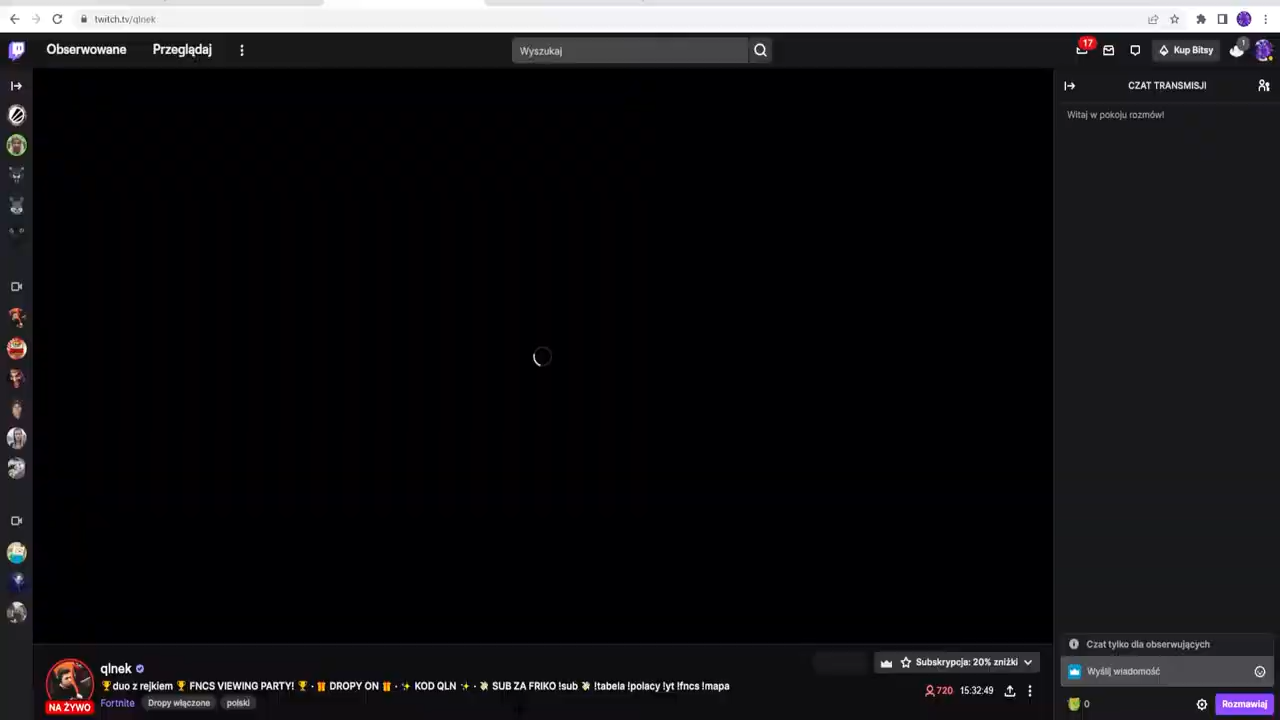 twitch.tv/qlnek
Obserwowane
Przeglądaj
Wyszukaj
17
Kup Bitsy
1
CZAT TRANSMISJI
Witaj w pokoju rozmów!
Czat tylko dla obserwujących
Wyślij wiadomość
0
Rozmawiaj
qlnek
Subskrypcja: 20% zniżki
🏆duo z rejkiem 🏆 FNCS VIEWING PARTY! 🏆 · 🎁 DROPY ON 🎁 · ✨ KOD QLN ✨ · 💸 SUB ZA FRIKO !sub 💸 !tabela !polacy !yt !fncs !mapa
720
15:32:49
NA ŻYWO
Fortnite
Dropy włączone
polski